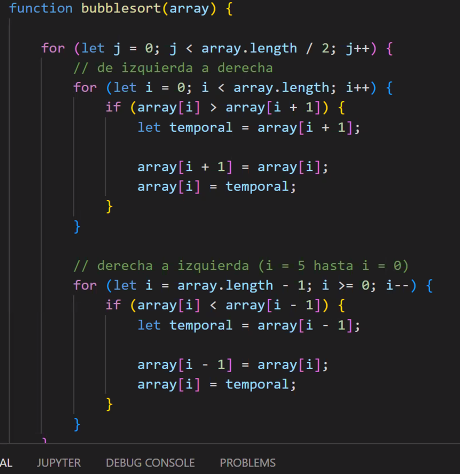 function bubblesort(array) {
for (let j = 0; j < array.length / 2; j++) {
// de izquierda a derecha
for (let i = 0; i < array.length; i++) {
if (array[i] > array[i + 1]) {
let temporal = array[i + 1];
array[i + 1] = array[i];
array[i] = temporal;
}
}
// derecha a izquierda (i = 5 hasta i = 0)
for (let i = array.length - 1; i >= 0; i--) {
if (array[i] < array[i - 1]) {
let temporal = array[i - 1];
array[i - 1] = array[i];
array[i] = temporal;
}
}
}
AL JUPYTER DEBUG CONSOLE PROBLEMS